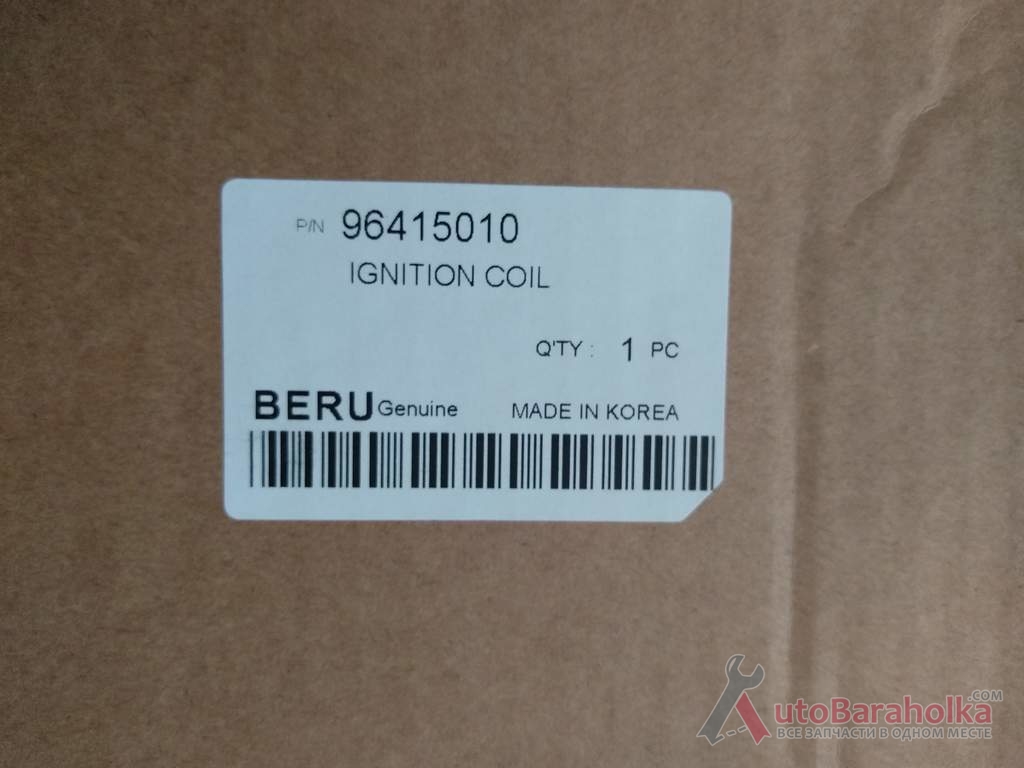 P/N 96415010
IGNITION COIL
Q'TY : 1 PC
BERU Genuine MADE IN KOREA
AutoBaraholka.COM
ВСЕ ЗАПЧАСТИ В ОДНОМ МЕСТЕ